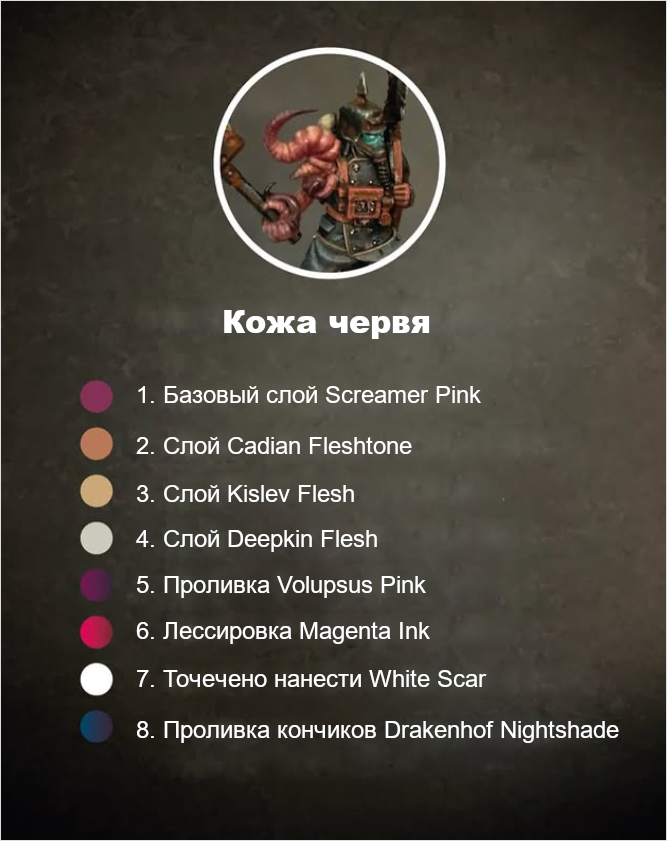 Кожа червя
1. Базовый слой Screamer Pink
2. Слой Cadian Fleshtone
3. Слой Kislev Flesh
4. Слой Deepkin Flesh
5. Проливка Volupsus Pink
6. Лессировка Magenta Ink
7. Точечено нанести White Scar
8. Проливка кончиков Drakenhof Nightshade